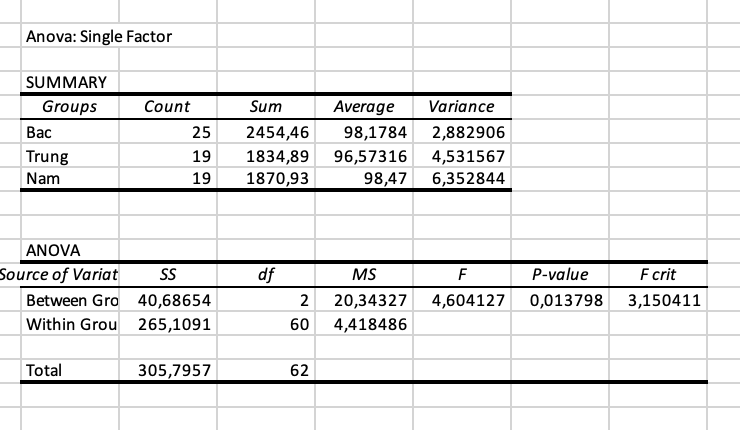 Anova: Single Factor
SUMMARY
Groups Count Sum Average Variance
Bac 25 2454,46 98,1784 2,882906
Trung 19 1834,89 96,57316 4,531567
Nam 19 1870,93 98,47 6,352844
ANOVA
Source of Variat SS df MS F P-value F crit
Between Gro 40,68654 2 20,34327 4,604127 0,013798 3,150411
Within Grou 265,1091 60 4,418486
Total 305,7957 62